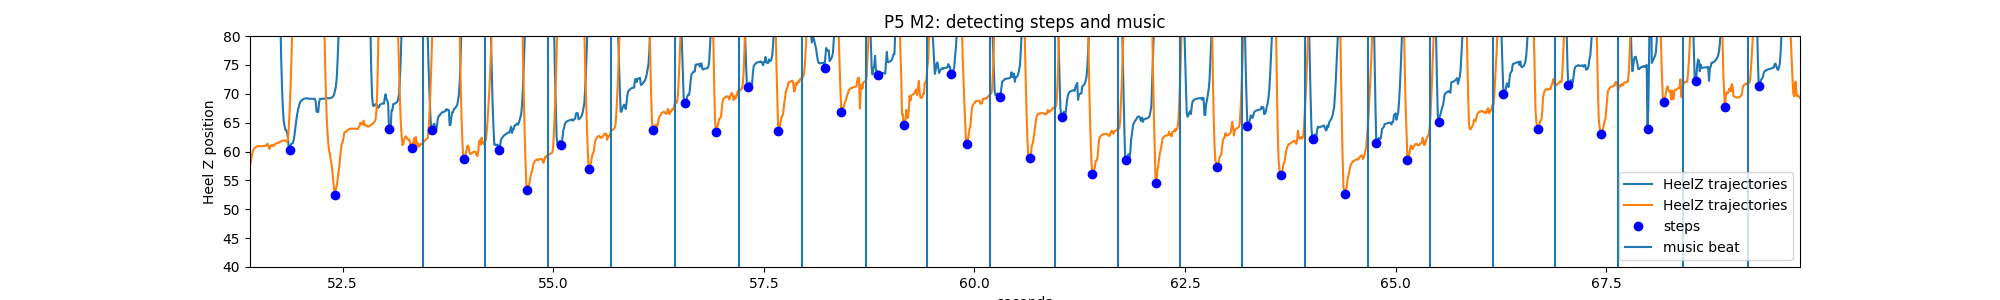 P5 M2: detecting steps and music
80
75
70
65
60
55
50
45
40
Heel Z position
HeelZ trajectories
HeelZ trajectories
steps
music beat
52.5 55.0 57.5 60.0 62.5 65.0 67.5